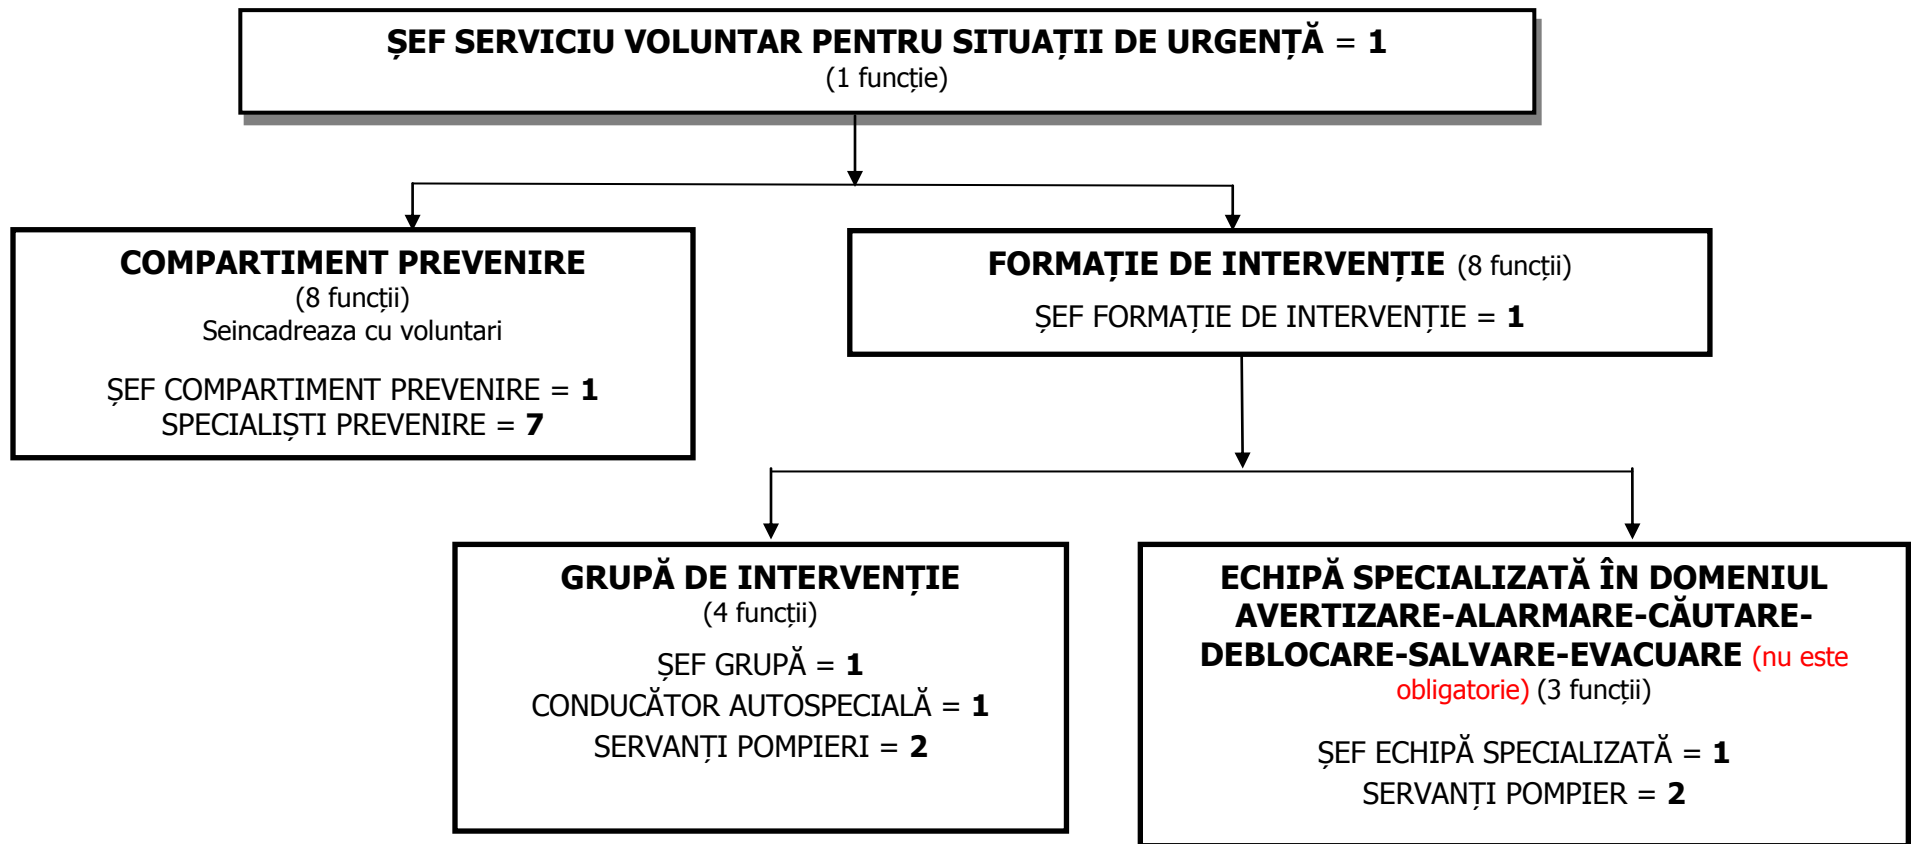 ȘEF SERVICIU VOLUNTAR PENTRU SITUAȚII DE URGENȚĂ = 1
(1 funcție)
COMPARTIMENT PREVENIRE
(8 funcții)
Seincadreaza cu voluntari
ȘEF COMPARTIMENT PREVENIRE = 1
SPECIALIȘTI PREVENIRE = 7
FORMAȚIE DE INTERVENȚIE (8 funcții)
ȘEF FORMAȚIE DE INTERVENȚIE = 1
GRUPĂ DE INTERVENȚIE
(4 funcții)
ȘEF GRUPĂ = 1
CONDUCĂTOR AUTOSPECIALĂ = 1
SERVANȚI POMPIERI = 2
ECHIPĂ SPECIALIZATĂ ÎN DOMENIUL
AVERTIZARE-ALARMARE-CĂUTARE-
DEBLOCARE-SALVARE-EVACUARE (nu este
obligatorie) (3 funcții)
ȘEF ECHIPĂ SPECIALIZATĂ = 1
SERVANȚI POMPIER = 2